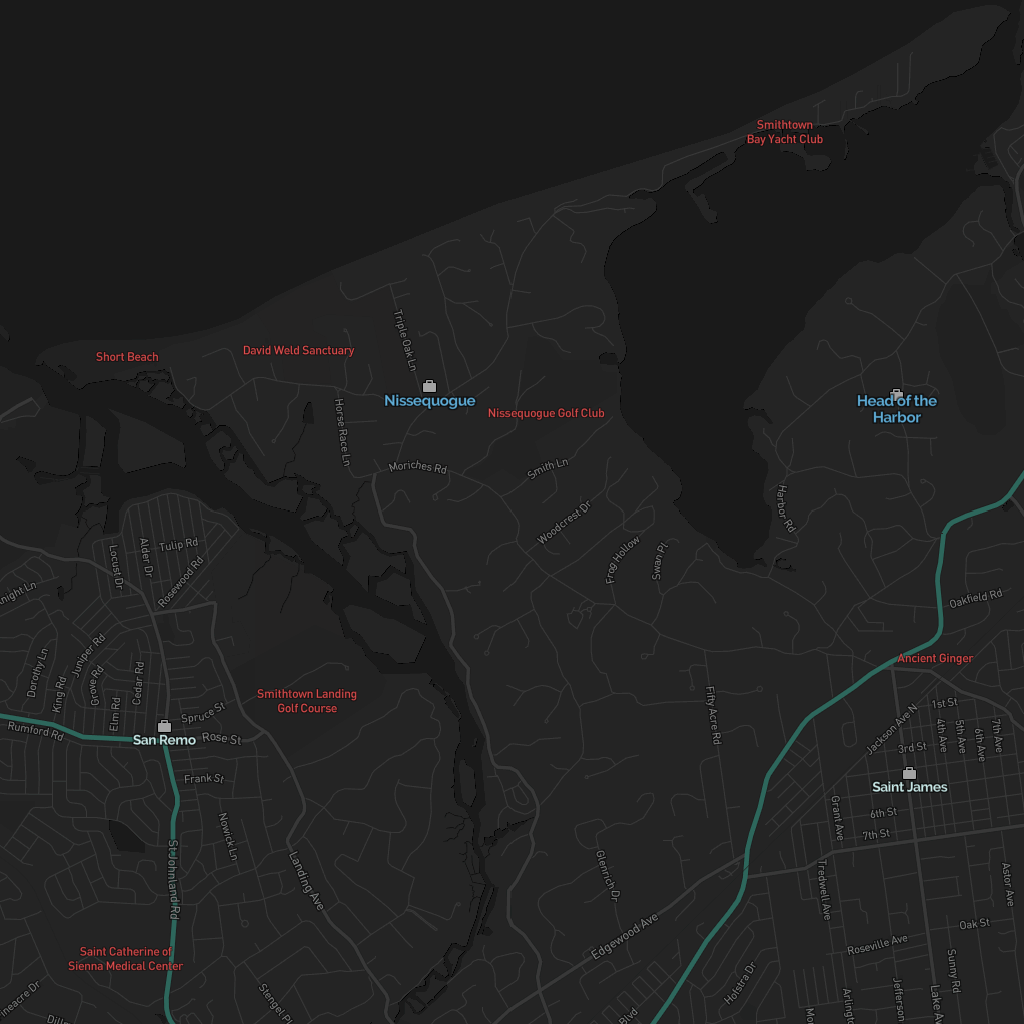 Smithtown
Bay Yacht Club
Triple Oak Ln
David Weld Sanctuary
Short Beach
Nissequogue
Head of the
Harbor
Nissequogue Golf Club
Horse Race Ln
Moriches Rd
Smith Ln
Harbor Rd
Woodcrest Dr
Frog Hollow
Swan Pl
Tulip Rd
Alder Dr
Locust Dr
Rosewood Rd
night Ln
Oakfield Rd
Juniper Rd
Dorothy Ln
Ancient Ginger
King Rd
Grove Rd
Cedar Rd
Elm Rd
Smithtown Landing
Golf Course
Fifty Acre Rd
1st St
Spruce St
Rumford Rd
San Remo
Rose St
Jackson Ave N
4th Ave
5th Ave
6th Ave
7th Ave
3rd St
Frank St
Saint James
Grant Ave
6th St
7th St
Nowick Ln
St Johnland Rd
Landing Ave
Glenrich Dr
Tredwell Ave
Astor Ave
Edgewood Ave
Oak St
Roseville Ave
Saint Catherine of
Sienna Medical Center
Sunny Rd
Hofstra Dr
ineacre Dr
Stengel Pl
Jefferson
Arlington
Lake A
Blvd
Dill
Mo